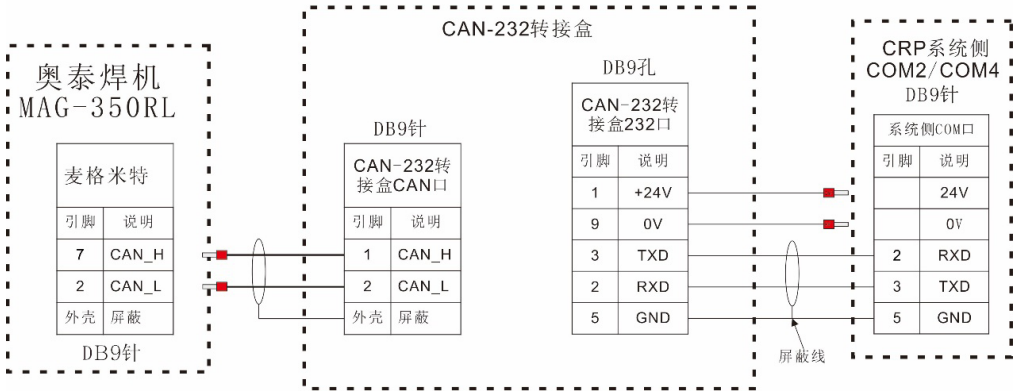 CAN-232转接盒
奥泰焊机
MAG-350RL
麦格米特
引脚 说明
7 CAN_H
2 CAN_L
外壳 屏蔽
DB9针
DB9针
CAN-232转
接盒CAN口
引脚 说明
1 CAN_H
2 CAN_L
外壳 屏蔽
DB9孔
CAN-232转
接盒232口
引脚 说明
1 +24V
9 0V
3 TXD
2 RXD
5 GND
屏蔽线
CRP系统侧
COM2/COM4
DB9针
系统侧COM口
引脚 说明
24V
0V
2 RXD
3 TXD
5 GND